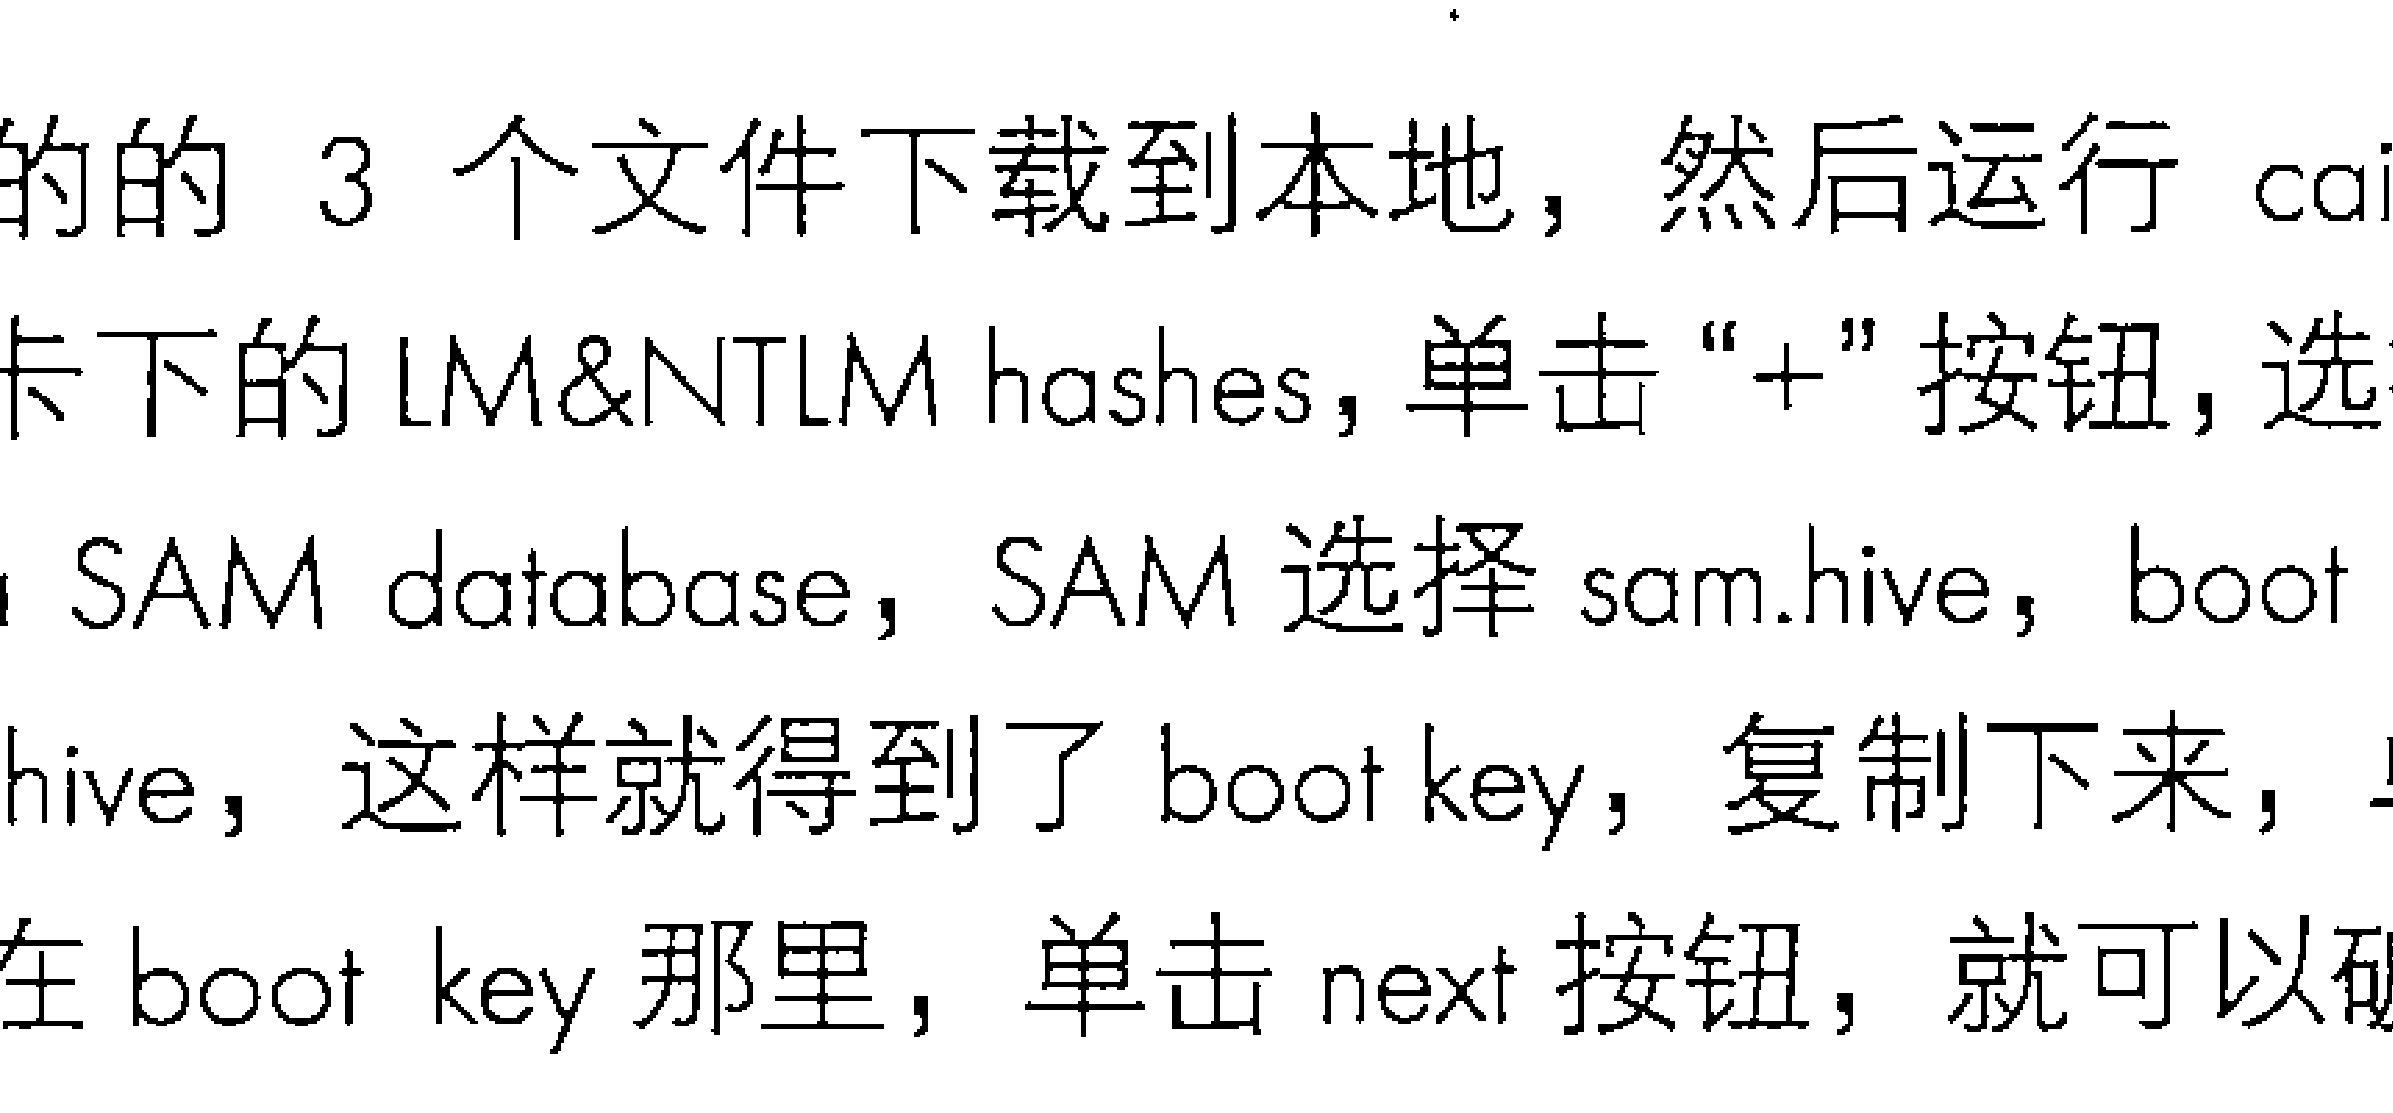 的的 3 个文件下载到本地，然后运行 cai
卡下的 LM&NTLM hashes，单击“+”按钮，选
SAM database，SAM 选择 sam.hive，boot
hive，这样就得到了 boot key，复制下来，
在 boot key 那里，单击 next 按钮，就可以破